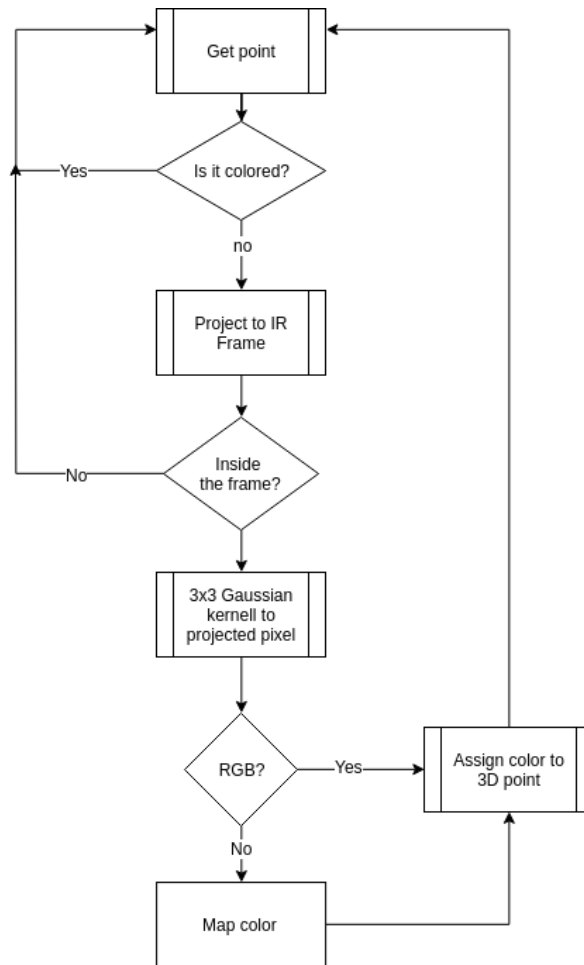 Get point
Is it colored?
Yes
no
Project to IR
Frame
Inside
the frame?
No
3x3 Gaussian
kernell to
projected pixel
RGB?
Yes
Assign color to
3D point
No
Map color